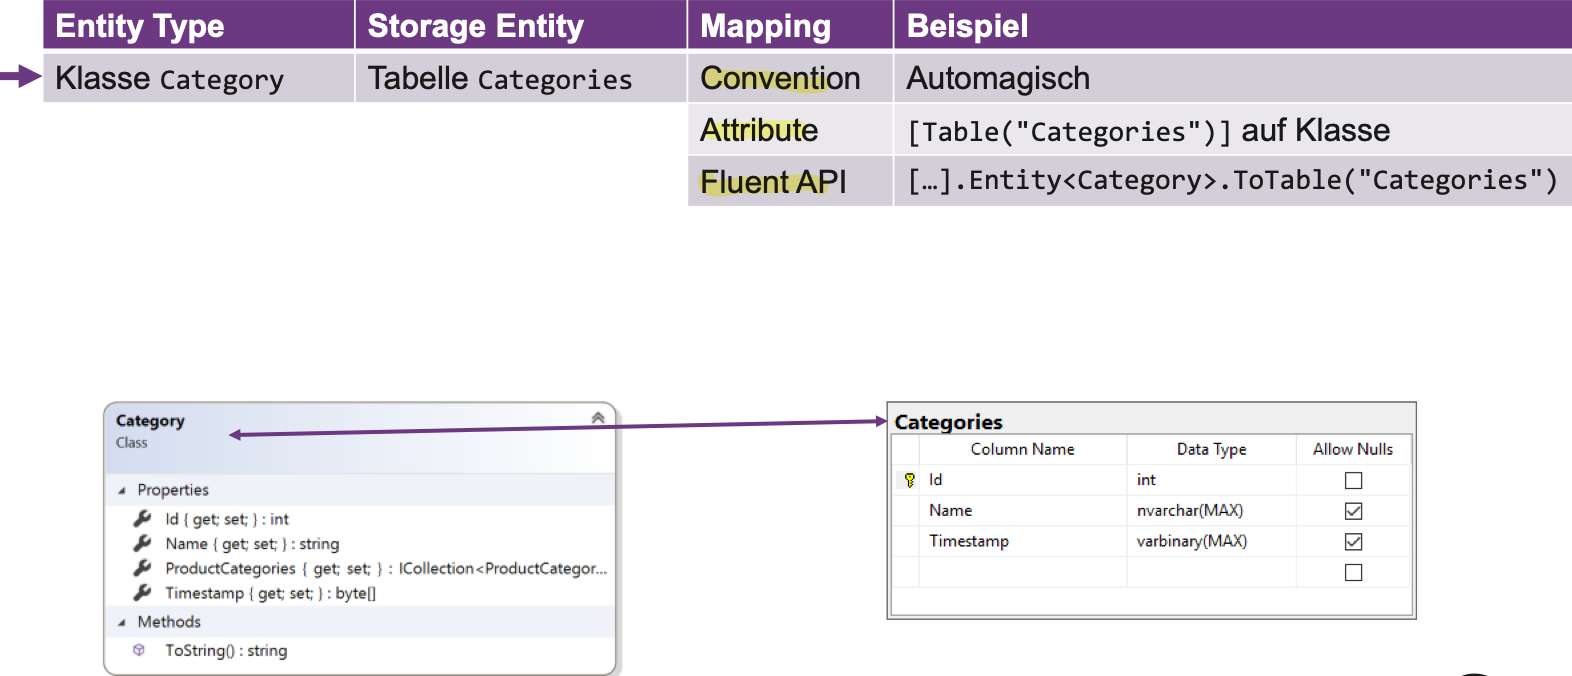 Entity Type Storage Entity Mapping Beispiel
Klasse Category Tabelle Categories Convention Automagisch
Attribute [Table("Categories")] auf Klasse
Fluent API […].Entity<Category>.ToTable("Categories")
Category
Class
Properties
Id { get; set; } : int
Name { get; set; } : string
ProductCategories { get; set; } : ICollection<ProductCategor...
Timestamp { get; set; } : byte[]
Methods
ToString() : string
Categories
Column Name Data Type Allow Nulls
Id int
Name nvarchar(MAX)
Timestamp varbinary(MAX)